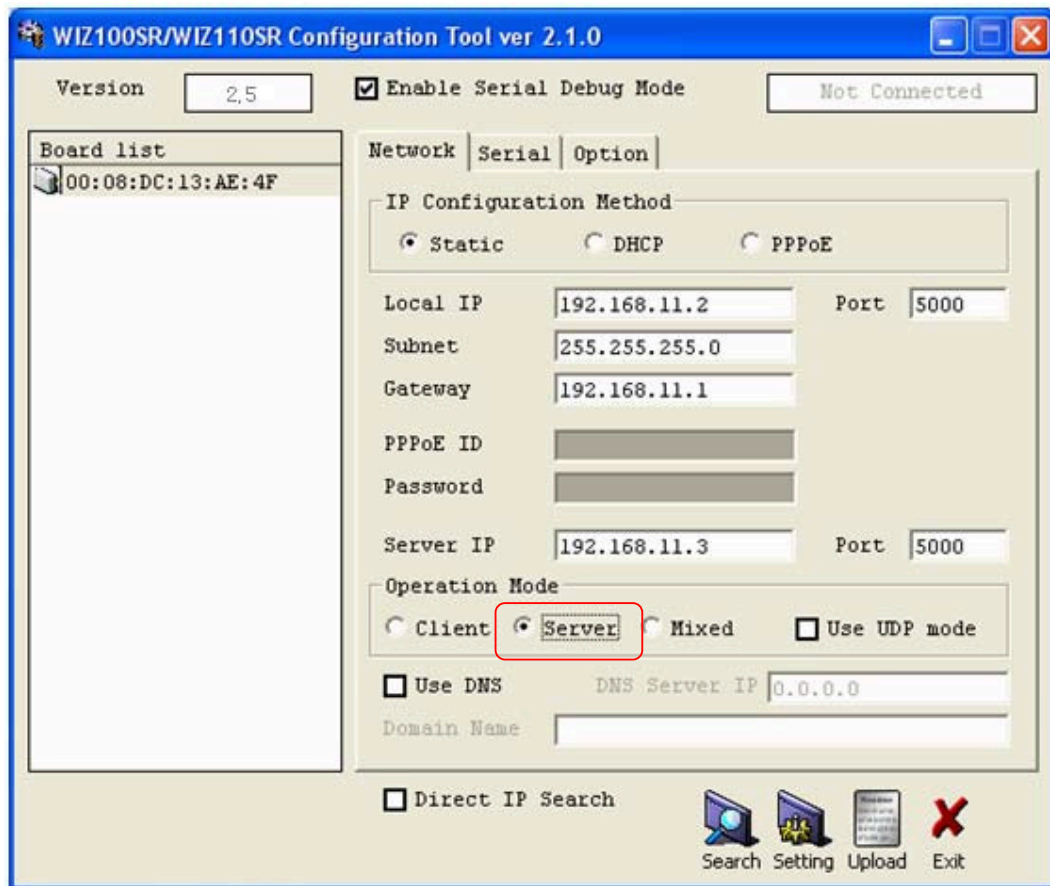 WIZ100SR/WIZ110SR Configuration Tool ver 2.1.0
Version 2,5 Enable Serial Debug Mode Not Connected
Board list
00:08:DC:13:AE:4F
Network Serial Option
IP Configuration Method
Static DHCP PPPoE
Local IP 192.168.11.2 Port 5000
Subnet 255.255.255.0
Gateway 192.168.11.1
PPPoE ID
Password
Server IP 192.168.11.3 Port 5000
Operation Mode
Client Server Mixed Use UDP mode
Use DNS DNS Server IP 0.0.0.0
Domain Name
Direct IP Search
Search Setting Upload Exit